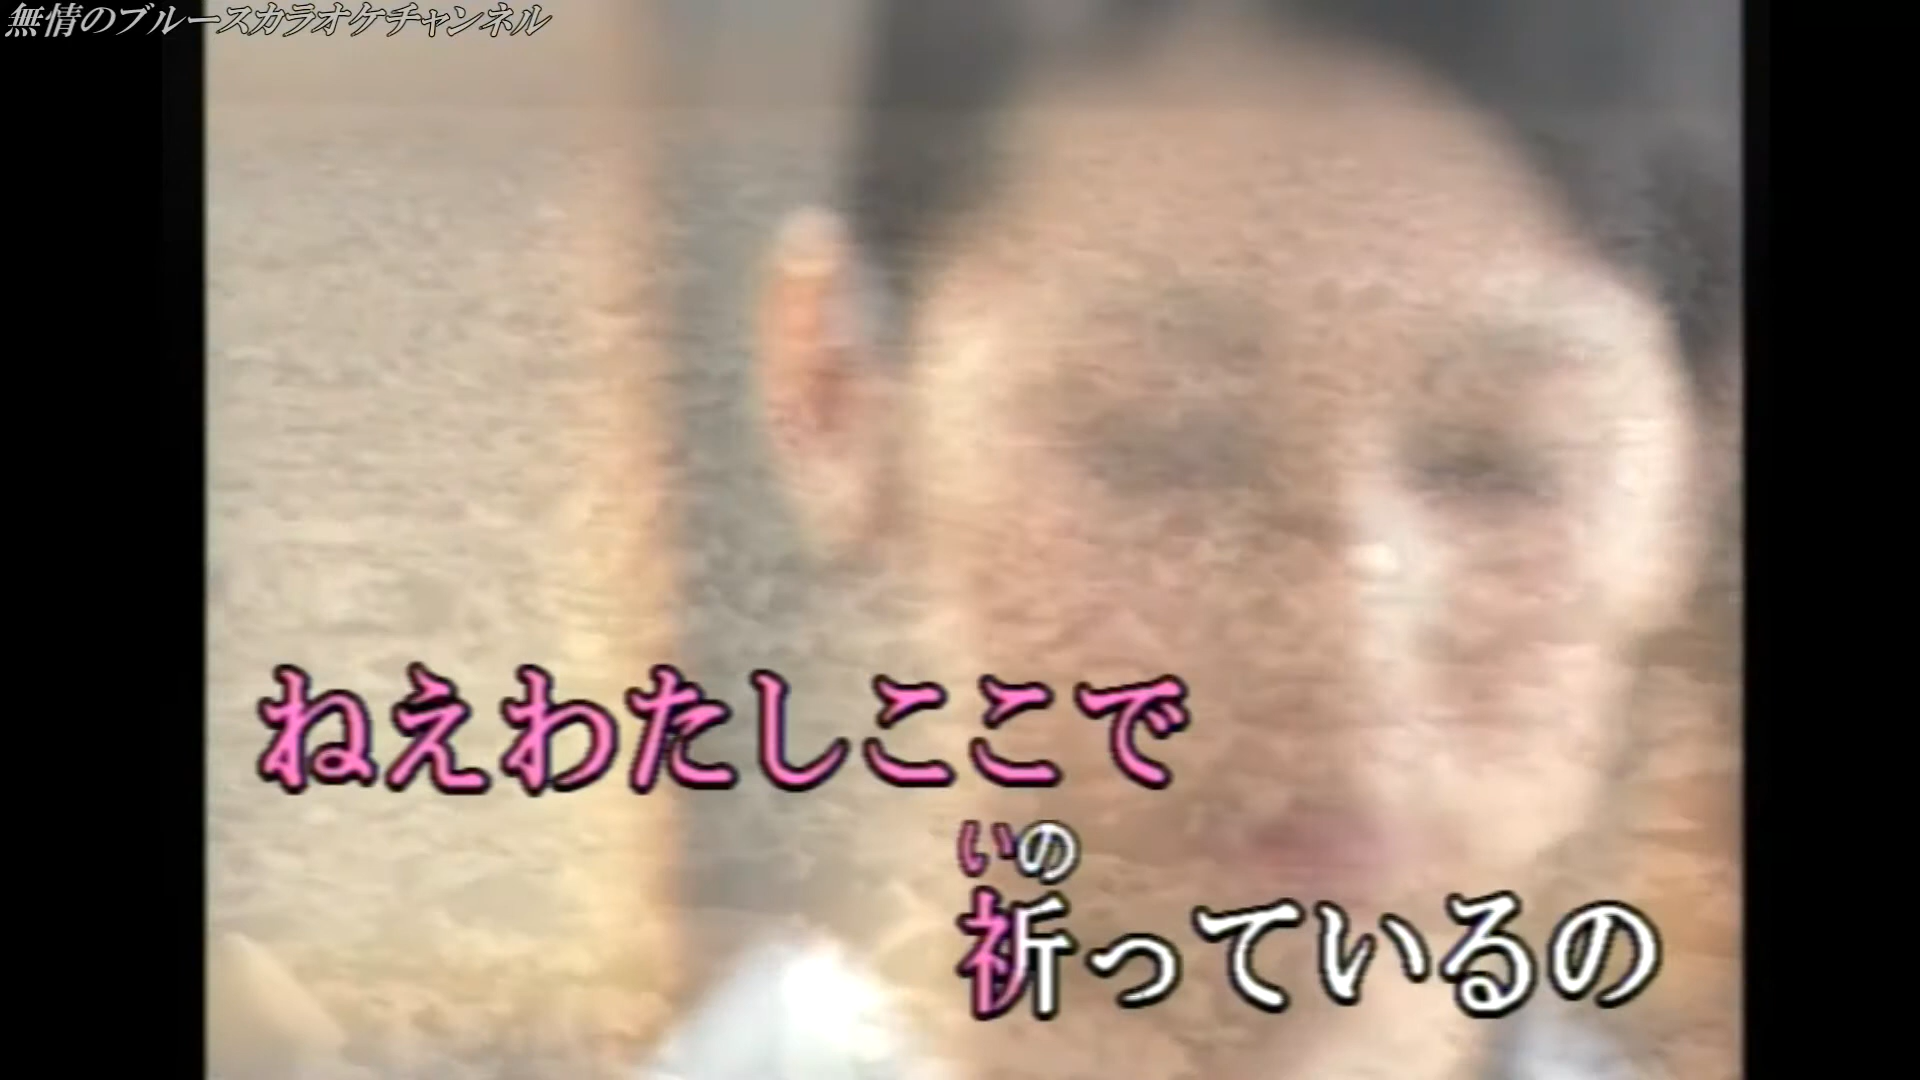 無情のブルースカラオケチャンネル
ねえわたしここで
いの
祈っているの